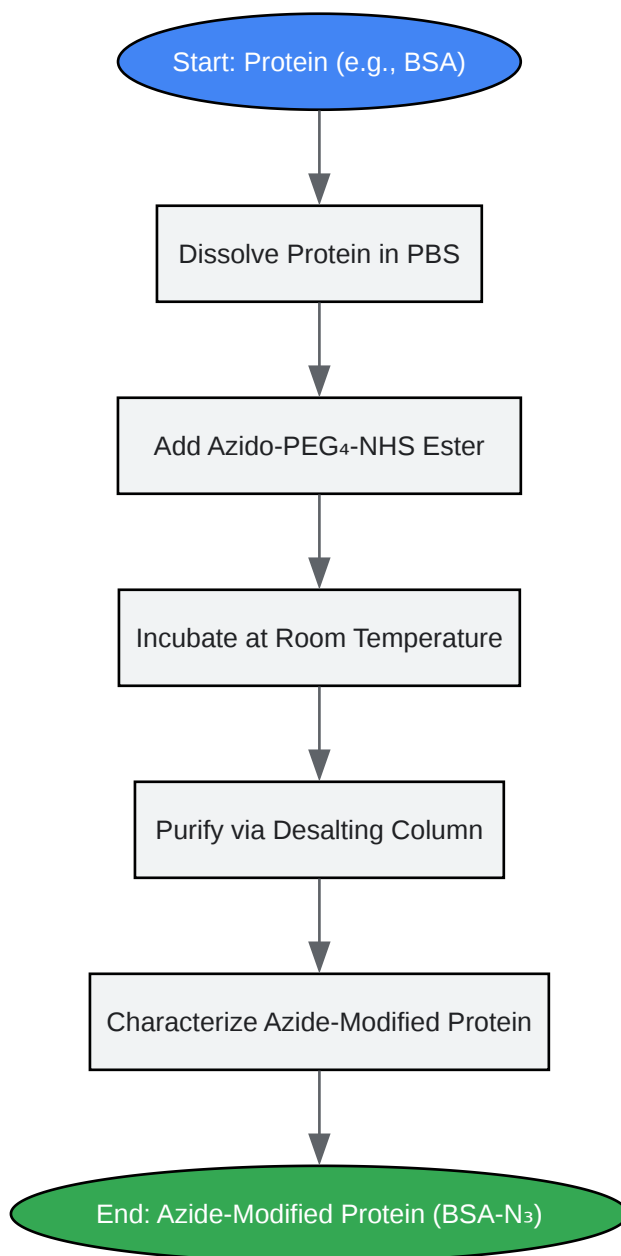 Start: Protein (e.g., BSA)
Dissolve Protein in PBS
Add Azido-PEG₄-NHS Ester
Incubate at Room Temperature
Purify via Desalting Column
Characterize Azide-Modified Protein
End: Azide-Modified Protein (BSA-N₃)